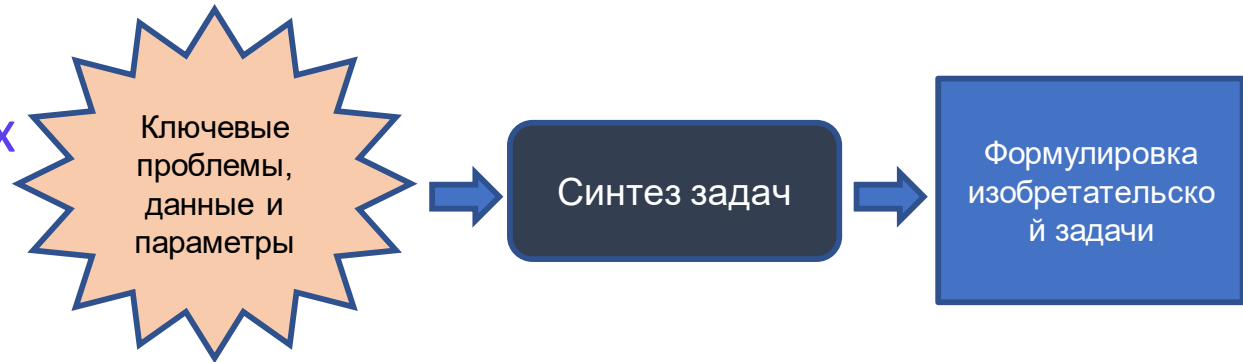 х
Ключевые
проблемы,
данные и
параметры
Синтез задач
Формулировка
изобретательско
й задачи